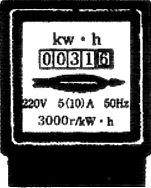 kw · h
00316
220V 5(10)A 50Hz
3000r/kW · h